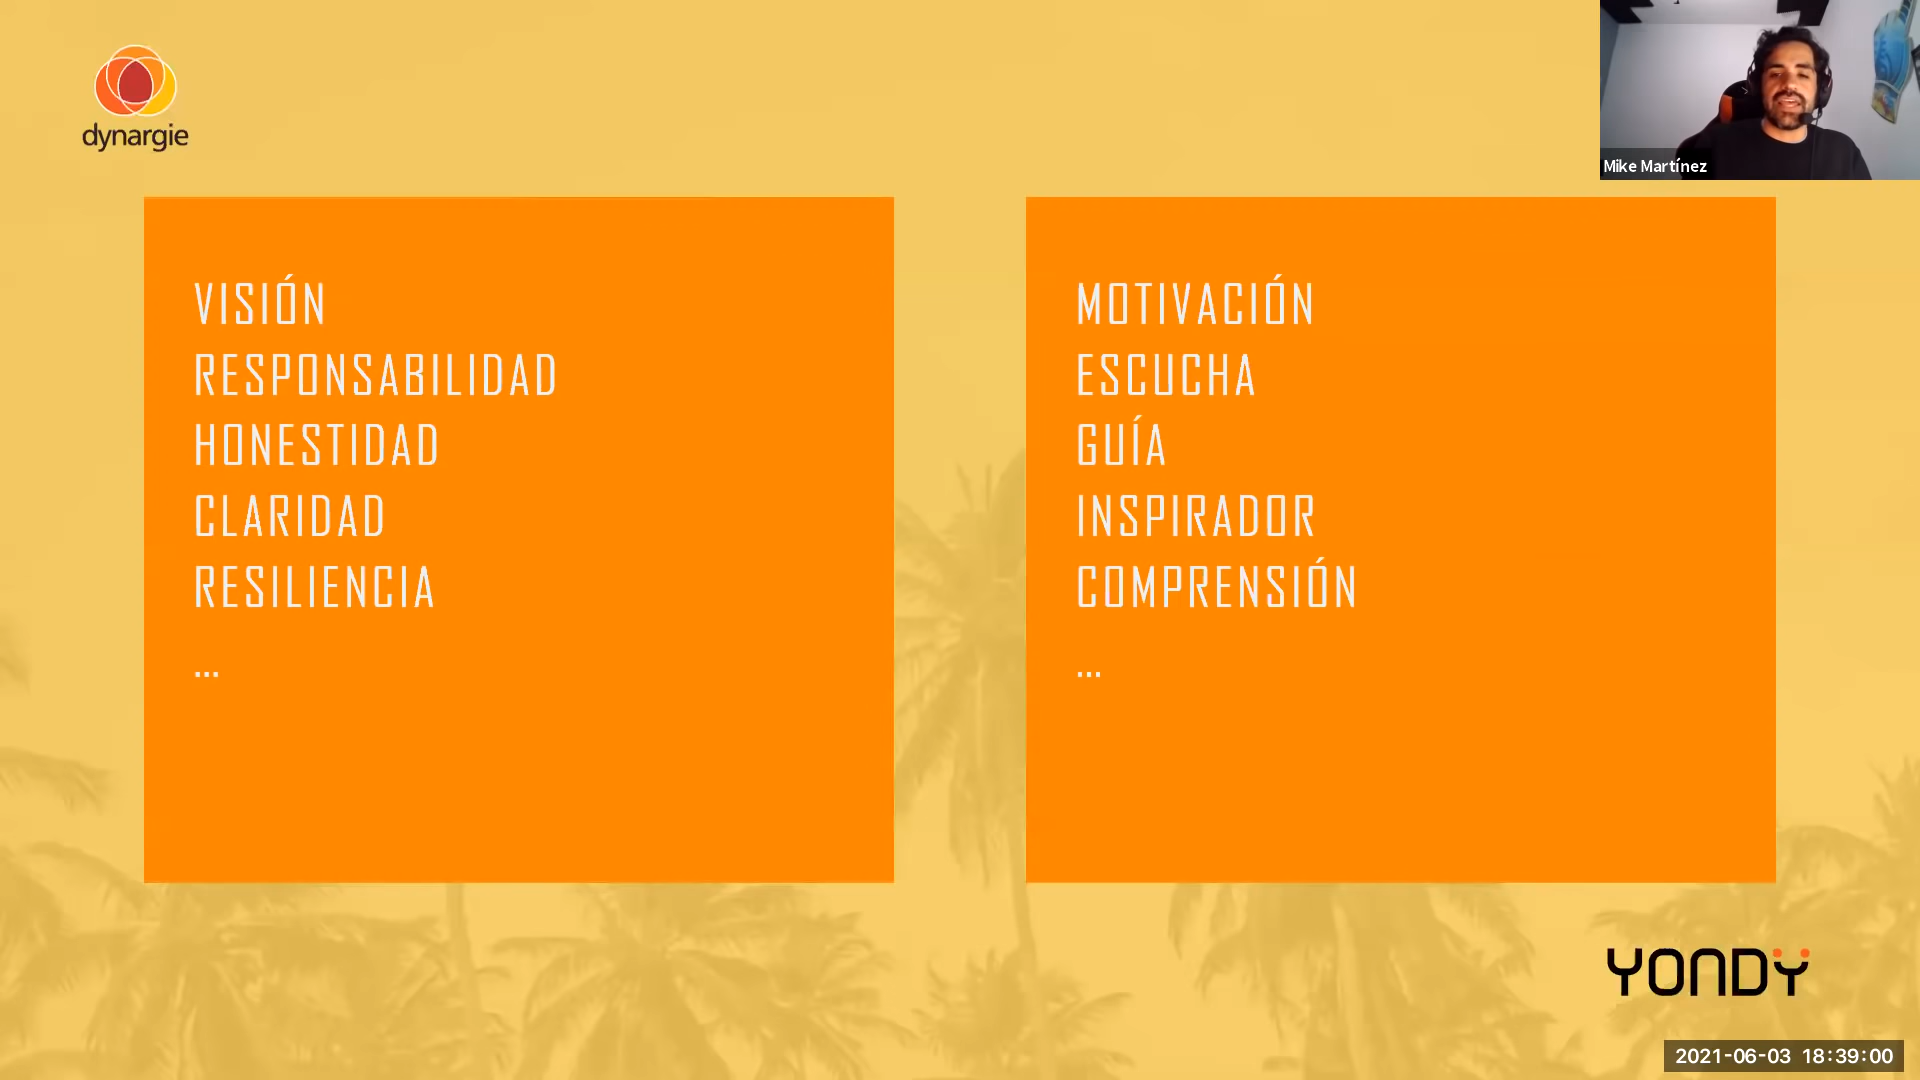 dynargie
Mike Martínez
VISIÓN
RESPONSABILIDAD
HONESTIDAD
CLARIDAD
RESILIENCIA
...
MOTIVACIÓN
ESCUCHA
GUÍA
INSPIRADOR
COMPRENSIÓN
...
YONDY
2021-06-03 18:39:00